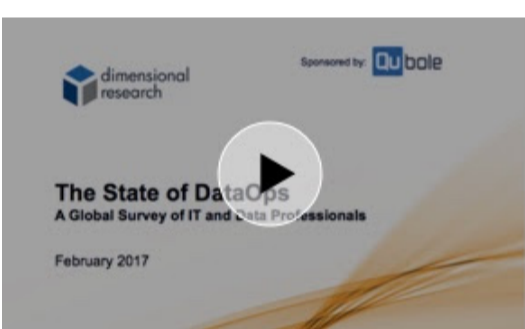 dimensional
research
Sponsored by: Qubole
The State of DataOps
A Global Survey of IT and Data Professionals
February 2017